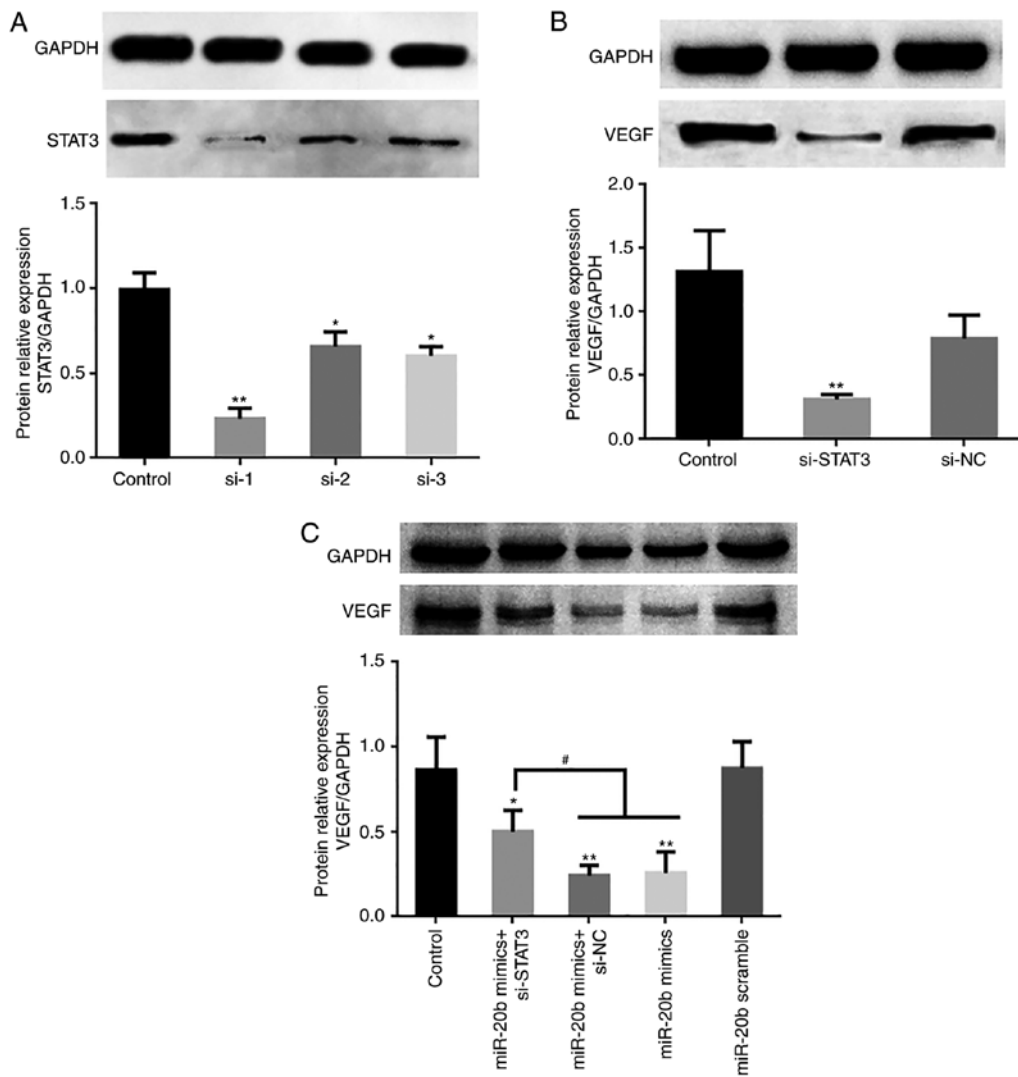 A
GAPDH
STAT3
Protein relative expression
STAT3/GAPDH
1.5
1.0
0.5
0.0
**
*
*
Control
si-1
si-2
si-3
B
GAPDH
VEGF
Protein relative expression
VEGF/GAPDH
2.0
1.5
1.0
0.5
0.0
**
Control
si-STAT3
si-NC
C
GAPDH
VEGF
Protein relative expression
VEGF/GAPDH
1.5
1.0
0.5
0.0
#
*
**
**
Control
miR-20b mimics+
si-STAT3
miR-20b mimics+
si-NC
miR-20b mimics
miR-20b scramble